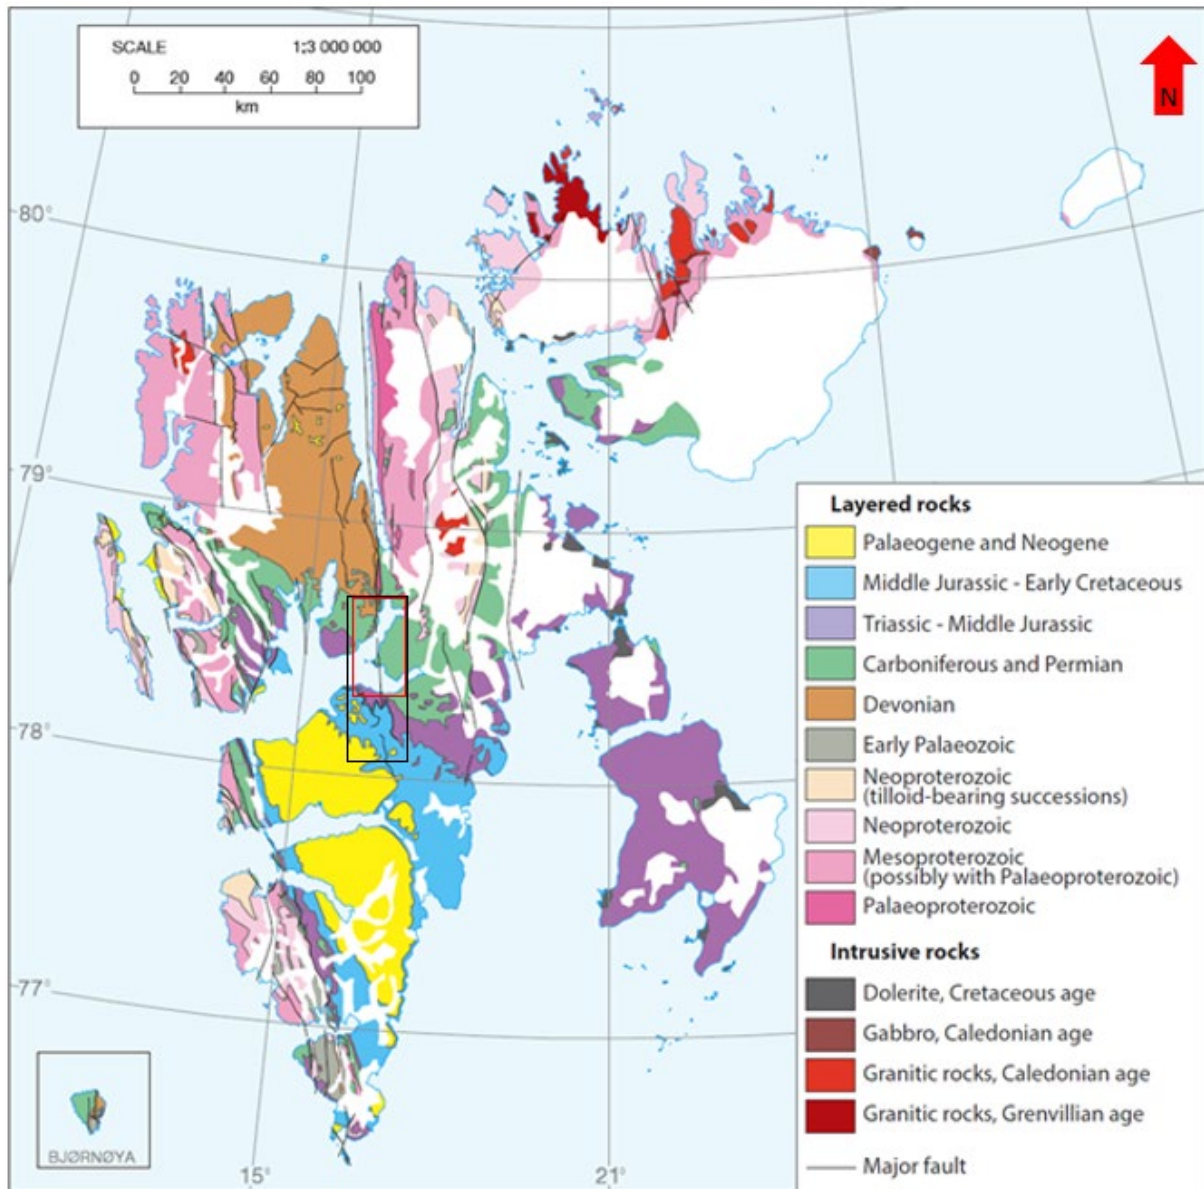 SCALE 1:3 000 000
0 20 40 60 80 100
km
N
80°
79°
78°
77°
15°
21°
BJØRNØYA
Layered rocks
Palaeogene and Neogene
Middle Jurassic - Early Cretaceous
Triassic - Middle Jurassic
Carboniferous and Permian
Devonian
Early Palaeozoic
Neoproterozoic
(tilloid-bearing successions)
Neoproterozoic
Mesoproterozoic
(possibly with Palaeoproterozoic)
Palaeoproterozoic
Intrusive rocks
Dolerite, Cretaceous age
Gabbro, Caledonian age
Granitic rocks, Caledonian age
Granitic rocks, Grenvillian age
Major fault